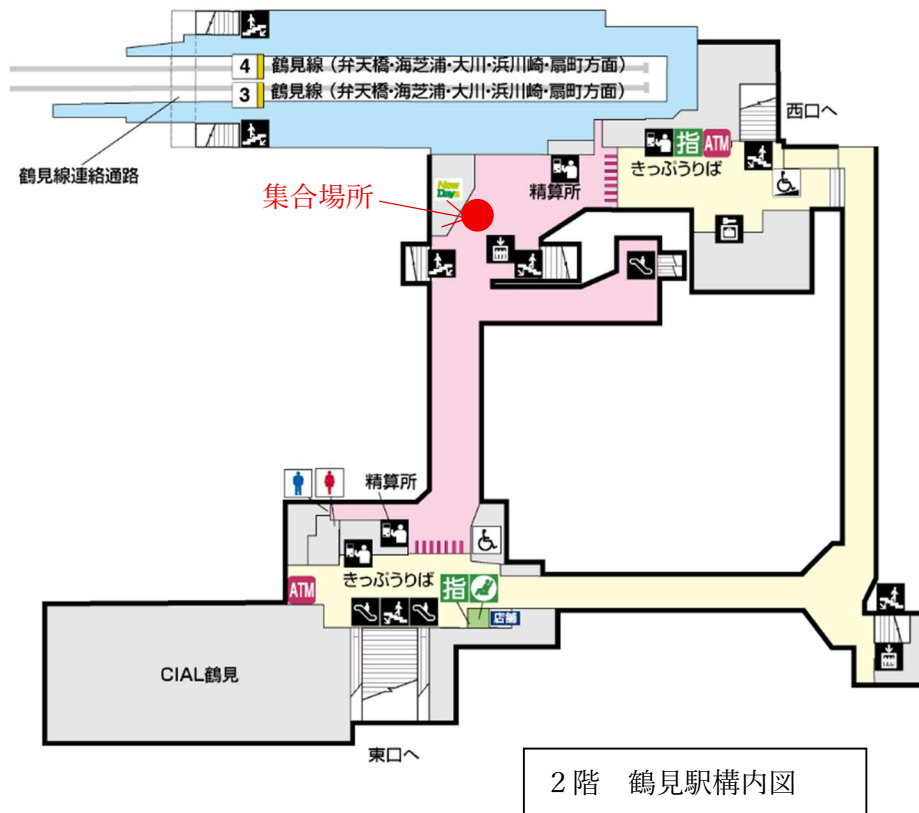 4 鶴見線（弁天橋・海芝浦・大川・浜川崎・扇町方面）
3 鶴見線（弁天橋・海芝浦・大川・浜川崎・扇町方面）
西口へ
鶴見線連絡通路
指 ATM
きっぷうりば
New Days
精算所
集合場所
精算所
きっぷうりば
ATM
指
店舗
CIAL鶴見
東口へ
2階　鶴見駅構内図